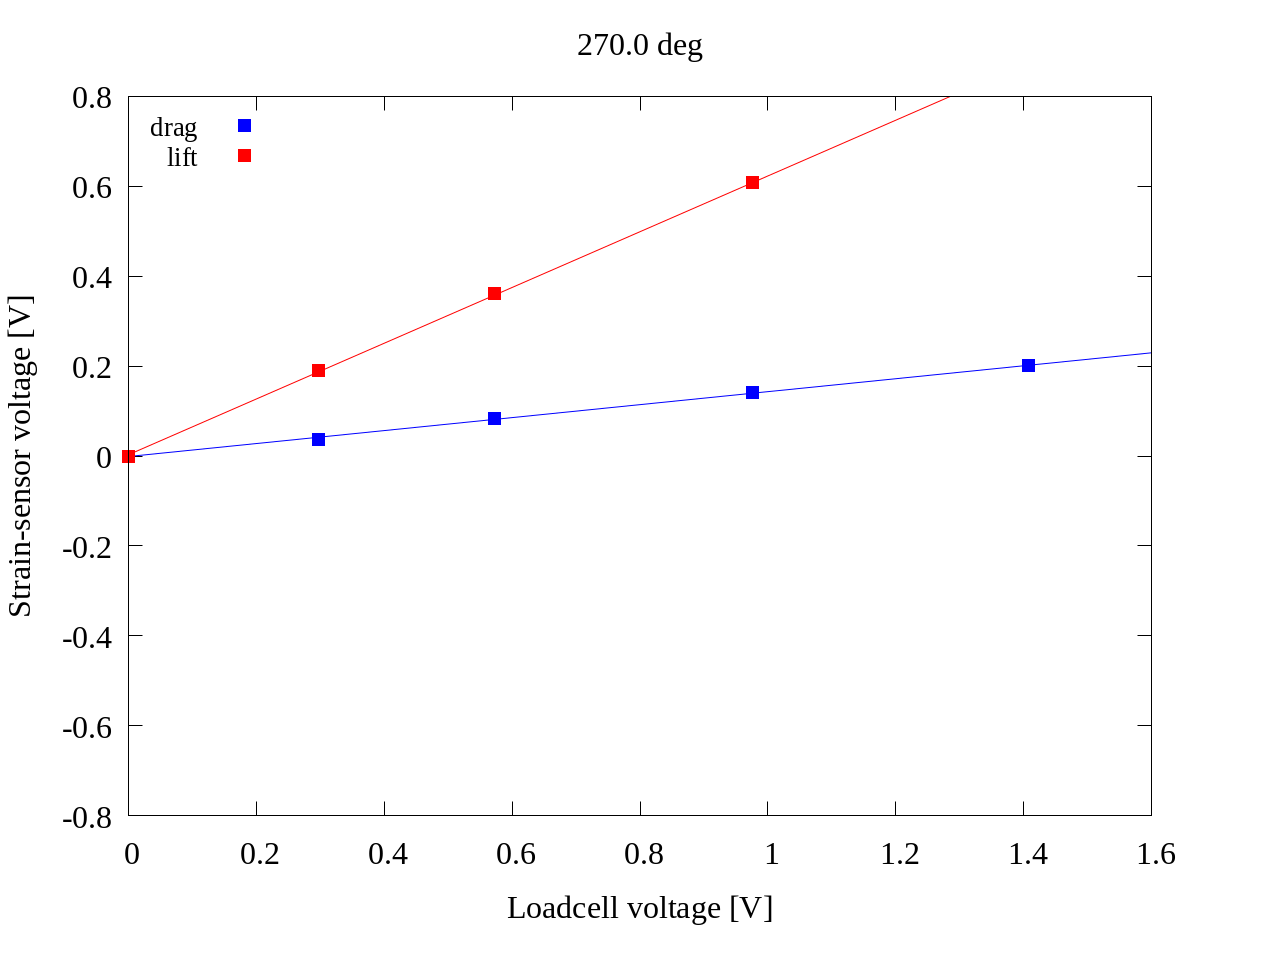 270.0 deg
drag
lift
0.8
0.6
0.4
0.2
0
-0.2
-0.4
-0.6
-0.8
Strain-sensor voltage [V]
0 0.2 0.4 0.6 0.8 1 1.2 1.4 1.6
Loadcell voltage [V]